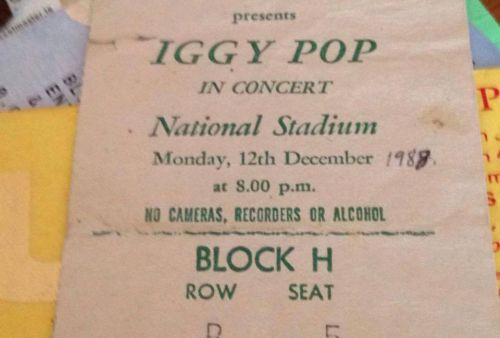 presents
IGGY POP
IN CONCERT
National Stadium
Monday, 12th December 1988.
at 8.00 p.m.
NO CAMERAS, RECORDERS OR ALCOHOL
BLOCK H
ROW SEAT